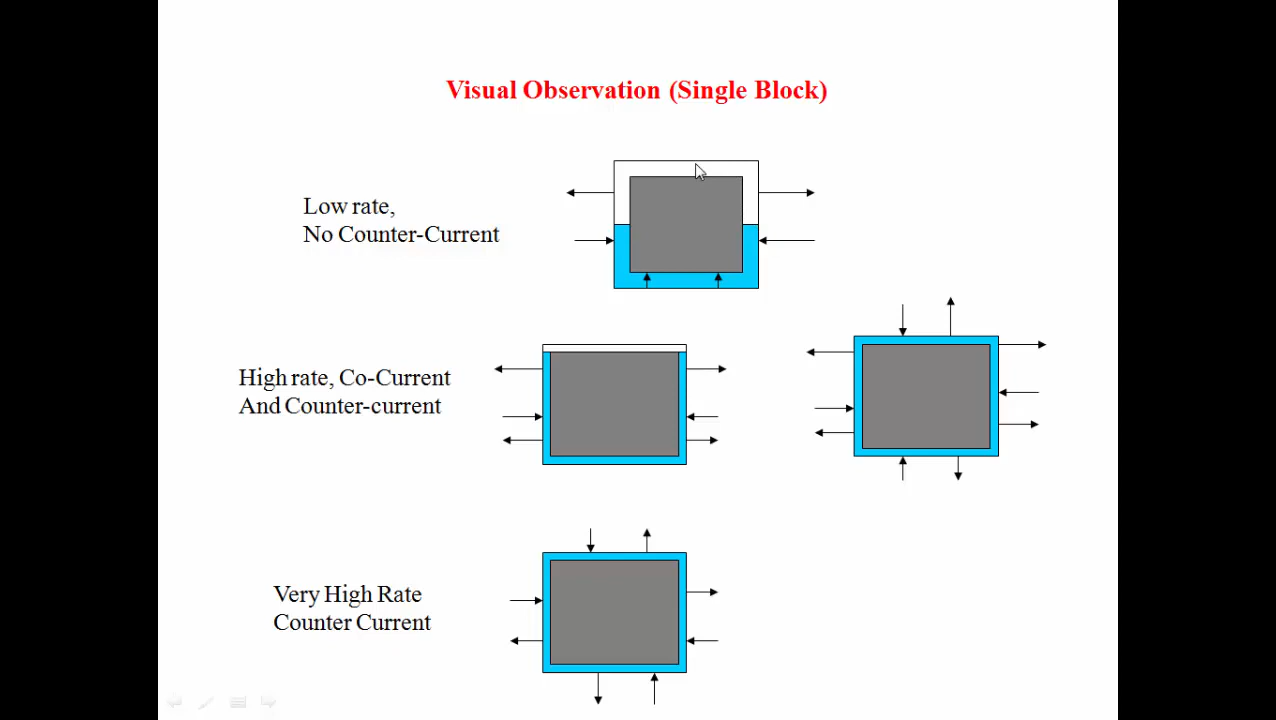 Visual Observation (Single Block)
Low rate,
No Counter-Current
High rate, Co-Current
And Counter-current
Very High Rate
Counter Current